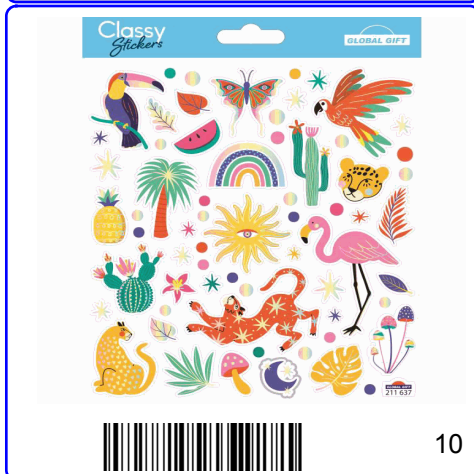 Classy
Stickers
GLOBAL GIFT
GLOBAL GIFT
211 637
10